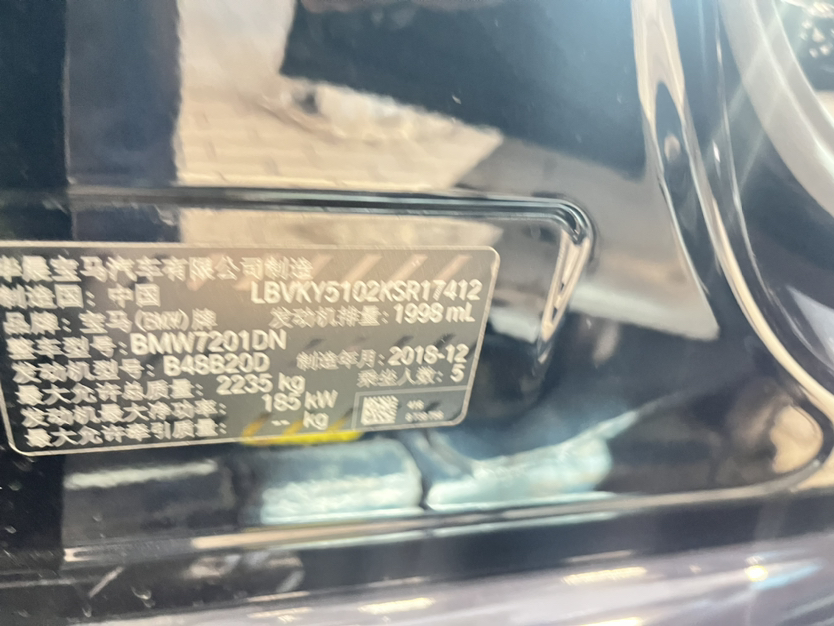 华晨宝马汽车有限公司制造
制造国: 中国 LBVKY5102KSR17412
品牌: 宝马(BMW)牌 发动机排量: 1998 mL
整车型号: BMW7201DN
发动机型号: B48B20D 制造年月: 2018-12
最大允许总质量: 2235 kg 乘坐人数: 5
发动机最大净功率: 185 kW
最大允许牵引质量: -- kg